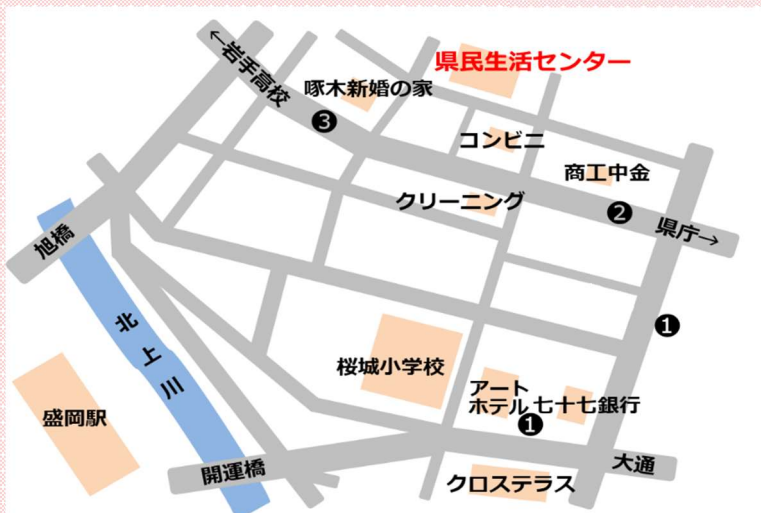 ←岩手高校
県民生活センター
啄木新婚の家
❸
コンビニ
商工中金
クリーニング
❷
県庁→
旭橋
北上川
❶
桜城小学校
アート
ホテル
七十七銀行
❶
盛岡駅
開運橋
大通
クロステラス